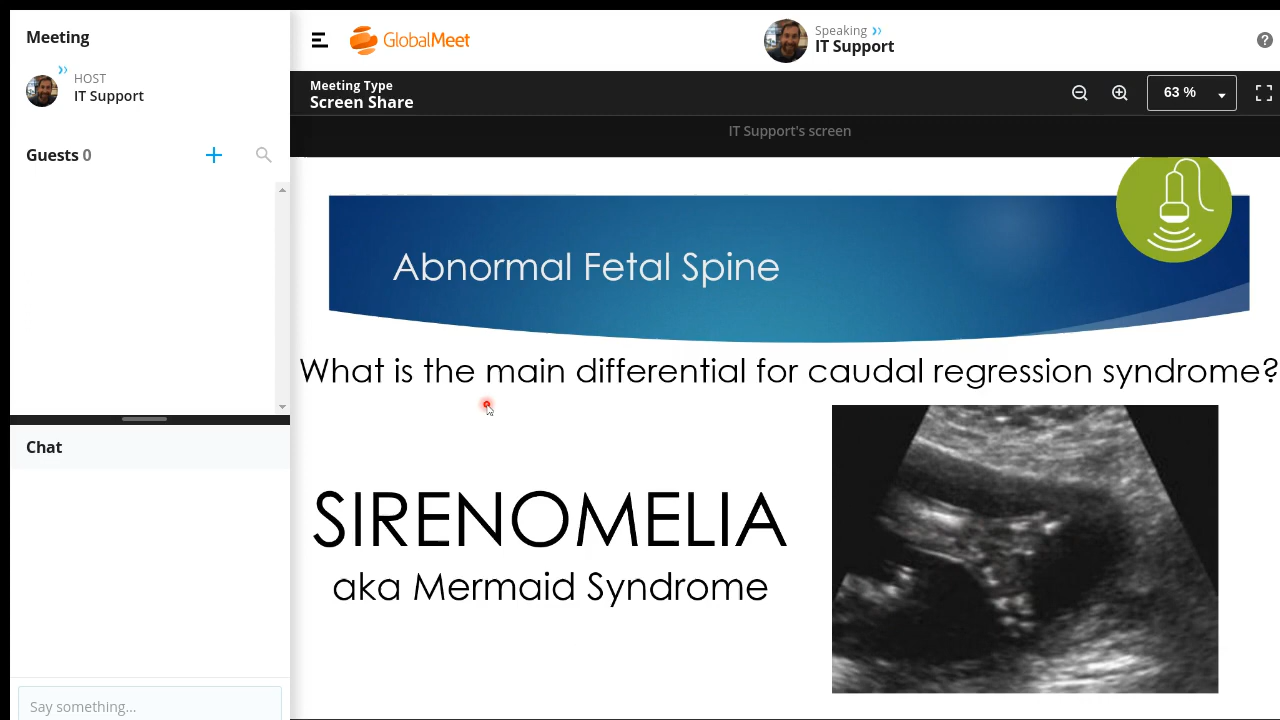 Meeting
HOST
IT Support
Guests 0
Chat
Say something...
GlobalMeet
Speaking
IT Support
?
Meeting Type
Screen Share
63 %
IT Support's screen
Abnormal Fetal Spine
What is the main differential for caudal regression syndrome?
SIRENOMELIA
aka Mermaid Syndrome